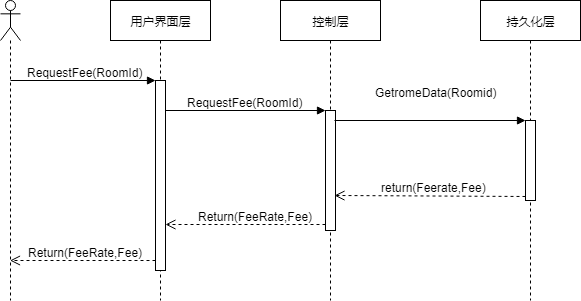 用户界面层
控制层
持久化层
RequestFee(RoomId)
RequestFee(RoomId)
GetromeData(Roomid)
return(Feerate,Fee)
Return(FeeRate,Fee)
Return(FeeRate,Fee)